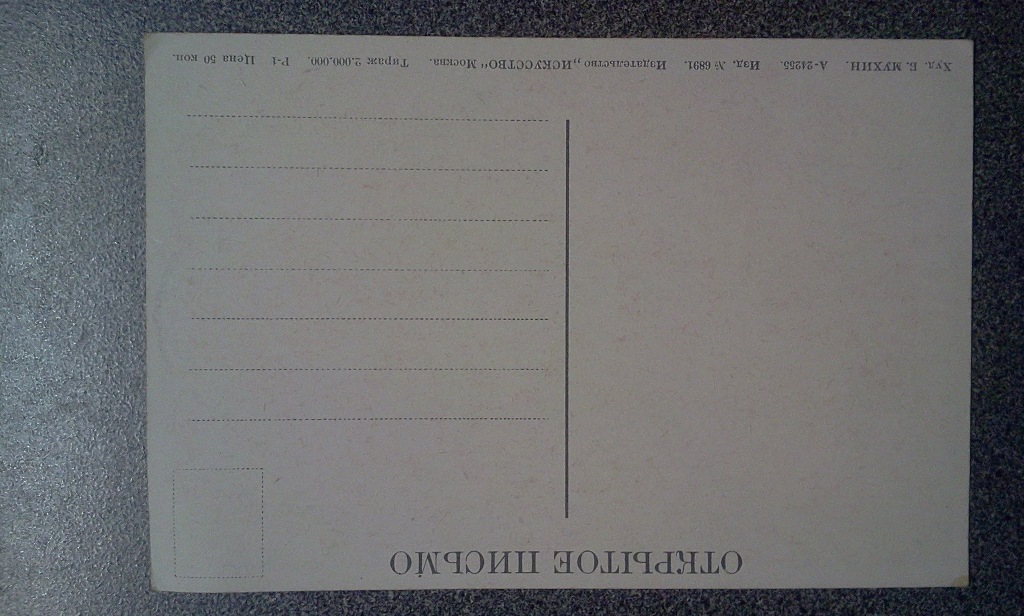 ОТКРЫТОЕ ПИСЬМО
Худ. Е. МУХИН. А-24255. Изд. № 6891. Издательство „ИСКУССТВО“ Москва. Тираж 2.000.000. Р-1 Цена 50 коп.